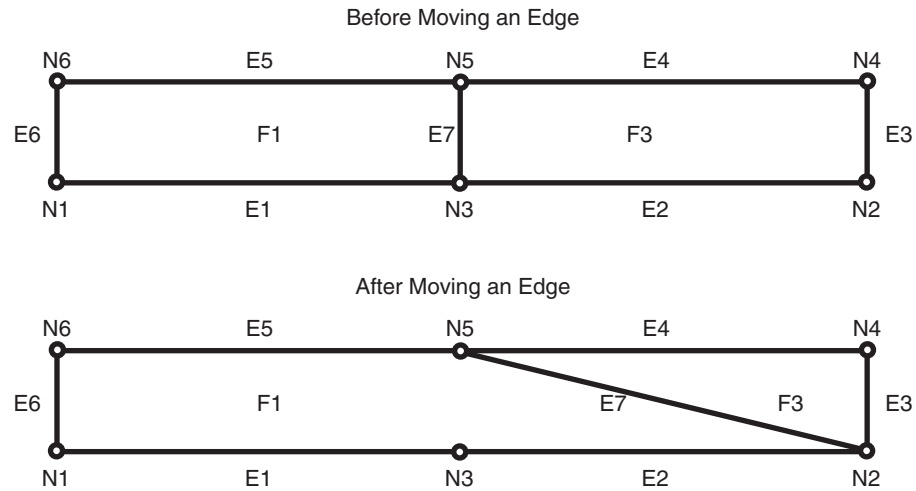 Before Moving an Edge
N6 E5 N5 E4 N4
E6 F1 E7 F3 E3
N1 E1 N3 E2 N2
After Moving an Edge
N6 E5 N5 E4 N4
E6 F1 E7 F3 E3
N1 E1 N3 E2 N2